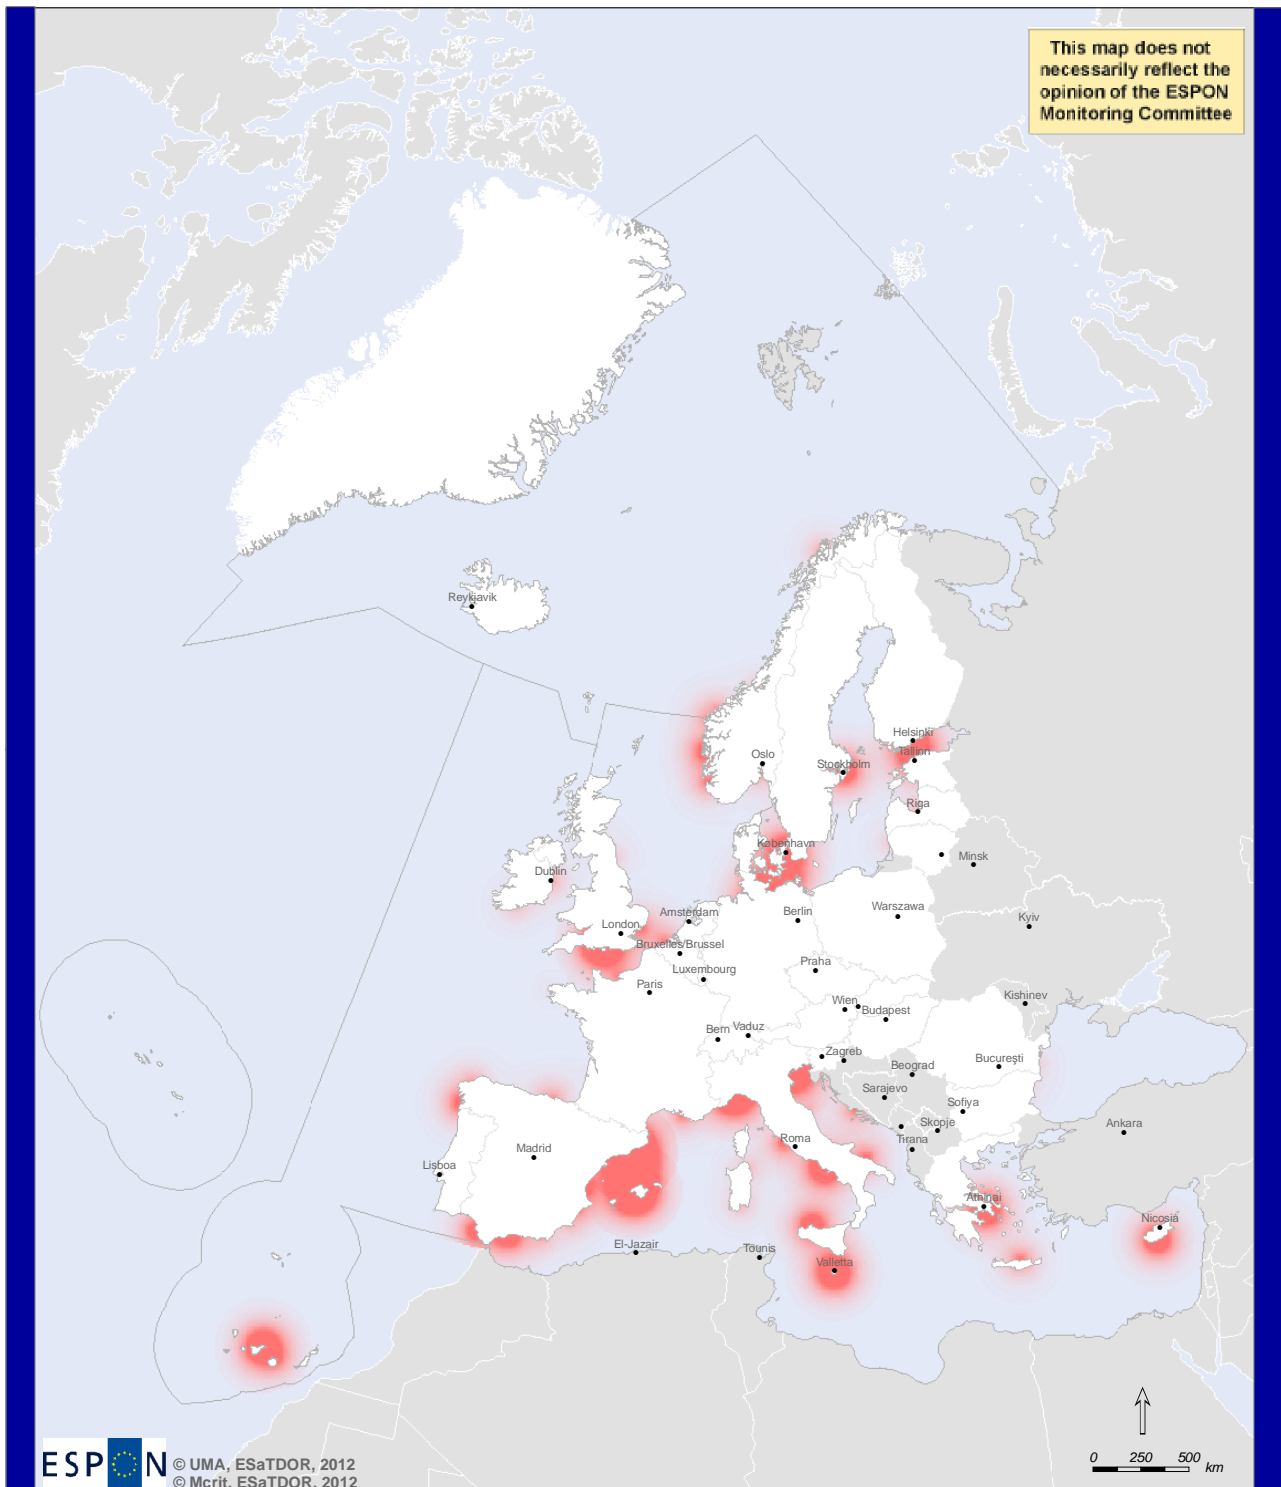 This map does not
necessarily reflect the
opinion of the ESPON
Monitoring Committee
Reykjavik
Helsinki
Tallinn
Oslo
Stockholm
Riga
København
Minsk
Dublin
Amsterdam
Berlin
Warszawa
London
Kyiv
Bruxelles/Brussel
Praha
Luxembourg
Paris
Wien
Kishinev
Budapest
Bern
Vaduz
Zagreb
Beograd
Bucureşti
Sarajevo
Sofiya
Skopje
Ankara
Roma
Tirana
Madrid
Lisboa
Athinai
Nicosia
El-Jazair
Tounis
Valletta
ESPON
© UMA, ESaTDOR, 2012
© Mcrit, ESaTDOR, 2012
0 250 500
km